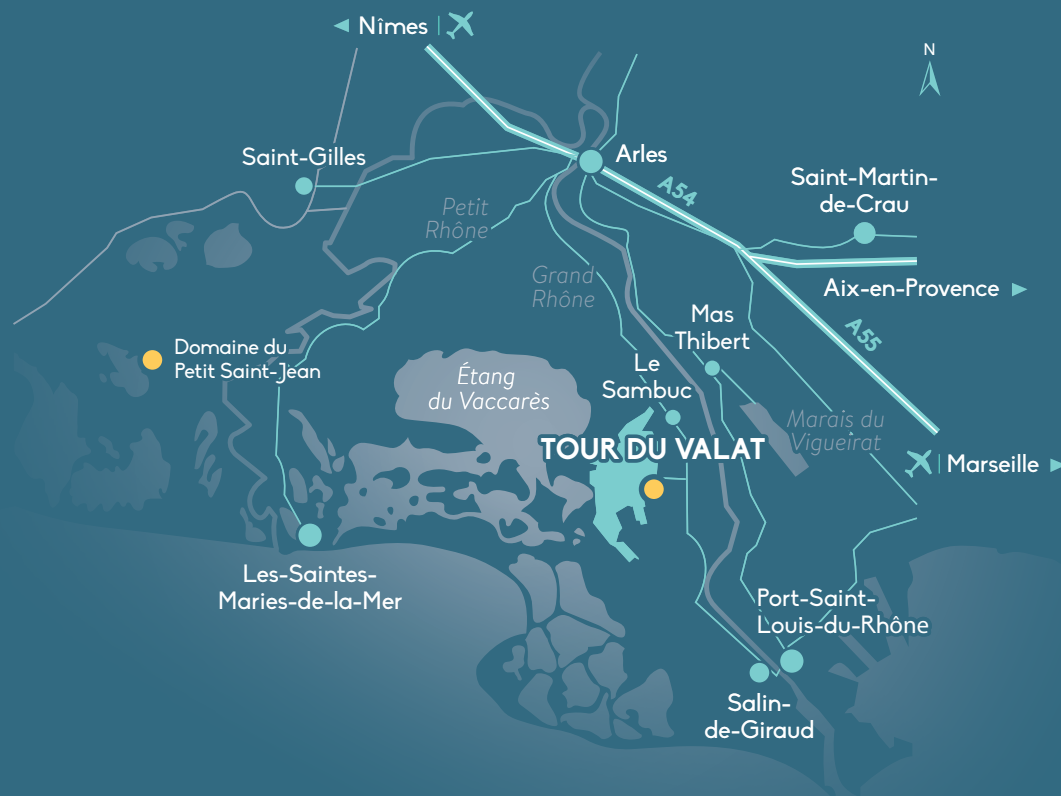 Nîmes
N
Saint-Gilles
Arles
A54
Saint-Martin-
de-Crau
Petit
Rhône
Grand
Rhône
Aix-en-Provence
Mas
Thibert
A55
Domaine du
Petit Saint-Jean
Étang
du Vaccarès
Le
Sambuc
Marais du
Vigueirat
TOUR DU VALAT
Marseille
Les-Saintes-
Maries-de-la-Mer
Port-Saint-
Louis-du-Rhône
Salin-
de-Giraud